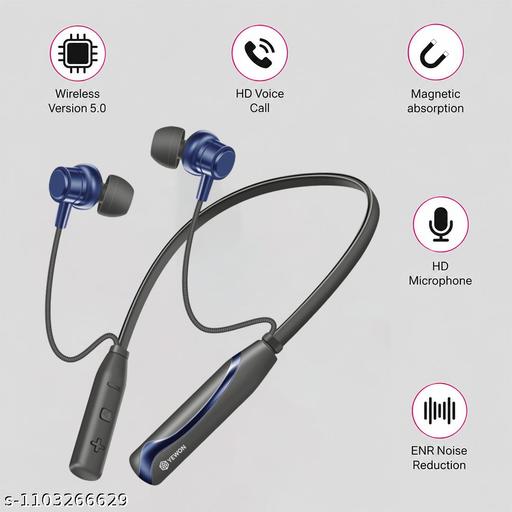 Wireless
Version 5.0
HD Voice
Call
Magnetic
absorption
HD
Microphone
YEWON
ENR Noise
Reduction
s-1103266629